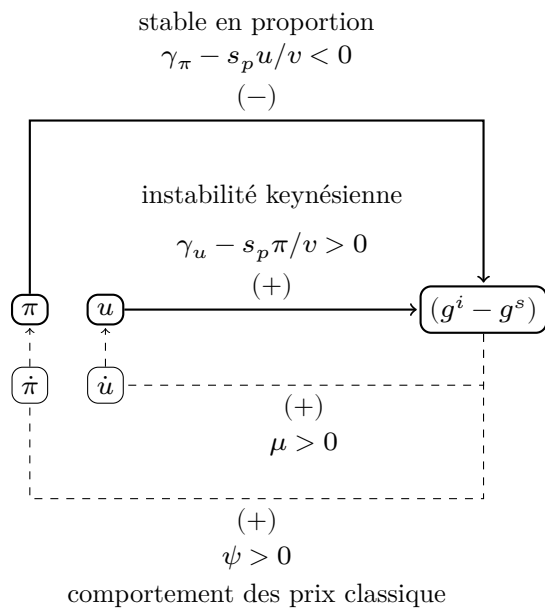 stable en proportion
γ_π − s_p u/v < 0
(−)
instabilité keynésienne
γ_u − s_p π/v > 0
(+)
π u (g^i − g^s)
π̇ u̇
(+)
μ > 0
(+)
ψ > 0
comportement des prix classique